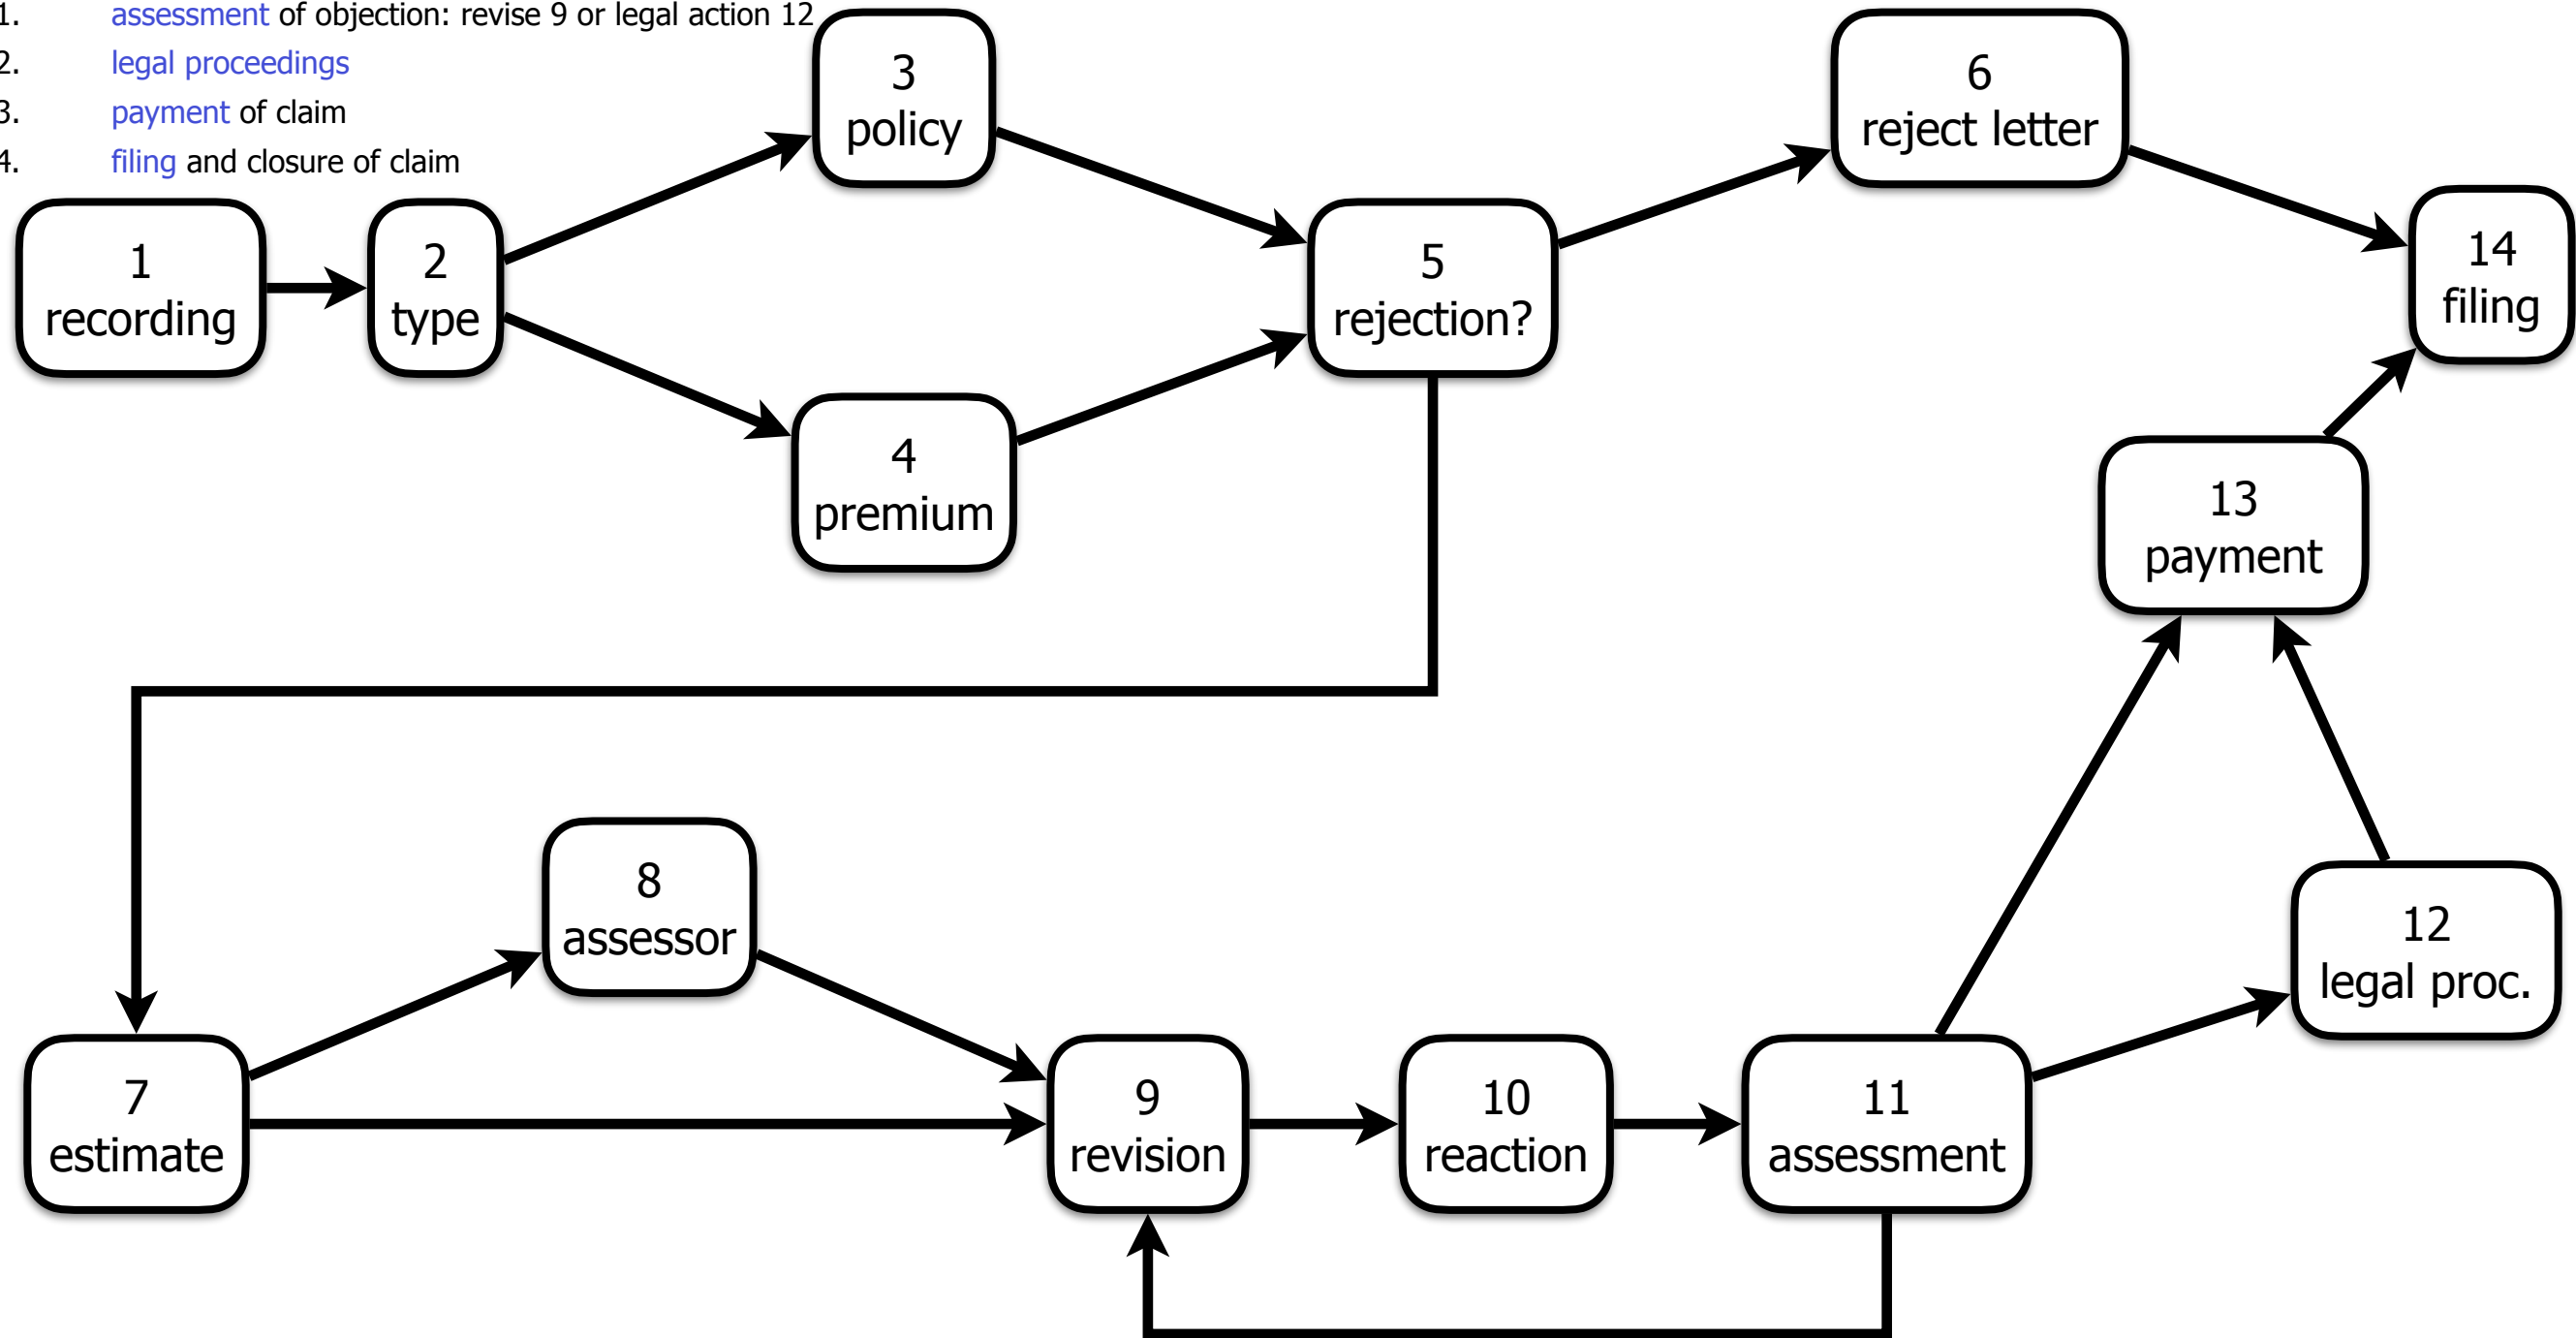 1. assessment of objection: revise 9 or legal action 12
2. legal proceedings
3. payment of claim
4. filing and closure of claim
3
policy
6
reject letter
1
recording
2
type
5
rejection?
14
filing
4
premium
13
payment
8
assessor
12
legal proc.
7
estimate
9
revision
10
reaction
11
assessment